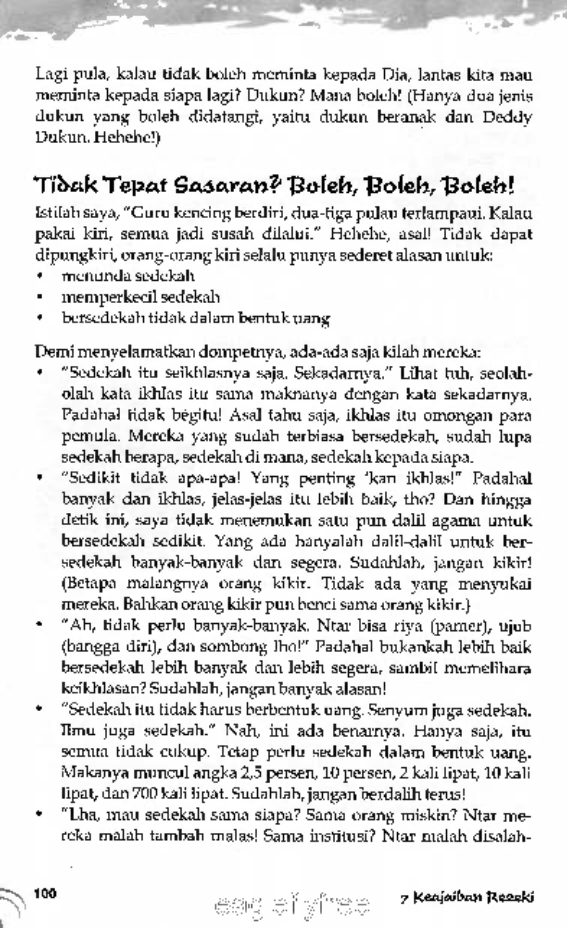 Lagi pula, kalau tidak boleh meminta kepada Dia, lantas kita mau
meminta kepada siapa lagi? Dukun? Mana boleh! (Hanya dua jenis
dukun yang boleh didatangi, yaitu dukun beranak dan Deddy
Dukun. Hehehe!)
Tidak Tepat Sasaran? Boleh, Boleh, Boleh!
Istilah saya, "Guru kencing berdiri, dua-tiga pulau terlampaui. Kalau
pakai kiri, semua jadi susah dilalui." Hehehe, asal! Tidak dapat
dipungkiri, orang-orang kiri selalu punya sederet alasan untuk:
• menunda sedekah
• memperkecil sedekah
• bersedekah tidak dalam bentuk uang
Demi menyelamatkan dompetnya, ada-ada saja kilah mereka:
• "Sedekah itu seikhlasnya saja. Sekadarnya." Lihat tuh, seolah-
olah kata ikhlas itu sama maknanya dengan kata sekadarnya.
Padahal tidak begitu! Asal tahu saja, ikhlas itu omongan para
pemula. Mereka yang sudah terbiasa bersedekah, sudah lupa
sedekah berapa, sedekah di mana, sedekah kepada siapa.
• "Sedikit tidak apa-apa! Yang penting 'kan ikhlas!" Padahal
banyak dan ikhlas, jelas-jelas itu lebih baik, tho? Dan hingga
detik ini, saya tidak menemukan satu pun dalil agama untuk
bersedekah sedikit. Yang ada hanyalah dalil-dalil untuk ber-
sedekah banyak-banyak dan segera. Sudahlah, jangan kikir!
(Betapa malangnya orang kikir. Tidak ada yang menyukai
mereka. Bahkan orang kikir pun benci sama orang kikir.)
• "Ah, tidak perlu banyak-banyak. Ntar bisa riya (pamer), ujub
(bangga diri), dan sombong lho!" Padahal bukankah lebih baik
bersedekah lebih banyak dan lebih segera, sambil memelihara
keikhlasan? Sudahlah, jangan banyak alasan!
• "Sedekah itu tidak harus berbentuk uang. Senyum juga sedekah.
Ilmu juga sedekah." Nah, ini ada benarnya. Hanya saja, itu
semua tidak cukup. Tetap perlu sedekah dalam bentuk uang.
Makanya muncul angka 2,5 persen, 10 persen, 2 kali lipat, 10 kali
lipat, dan 700 kali lipat. Sudahlah, jangan berdalih terus!
• "Lha, mau sedekah sama siapa? Sama orang miskin? Ntar me-
reka malah tambah malas! Sama institusi? Ntar malah disalah-
100
eagleyfree
7 Keajaiban Rezeki